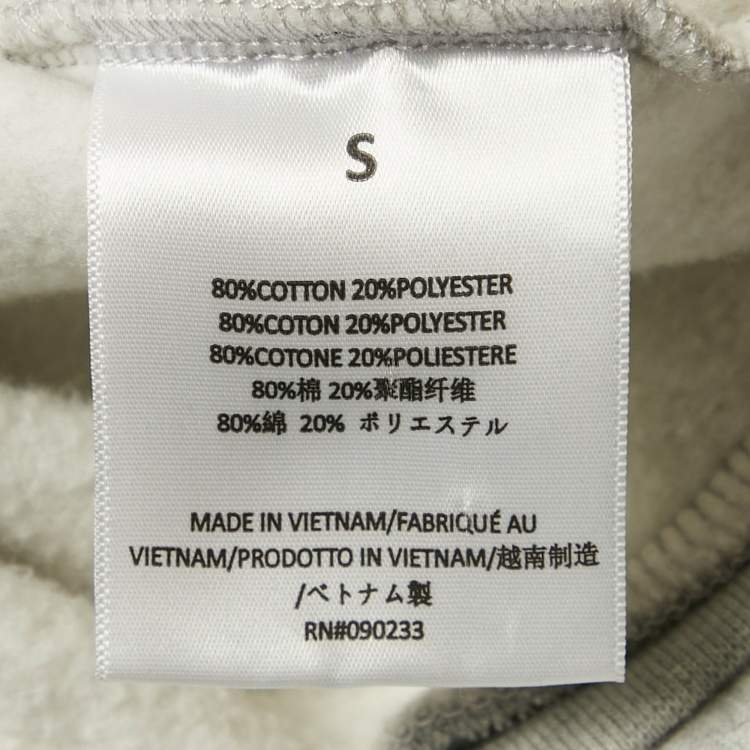 S
80%COTTON 20%POLYESTER
80%COTON 20%POLYESTER
80%COTONE 20%POLIESTERE
80%棉 20%聚酯纤维
80%綿 20% ポリエステル
MADE IN VIETNAM/FABRIQUÉ AU
VIETNAM/PRODOTTO IN VIETNAM/越南制造
/ベトナム製
RN#090233